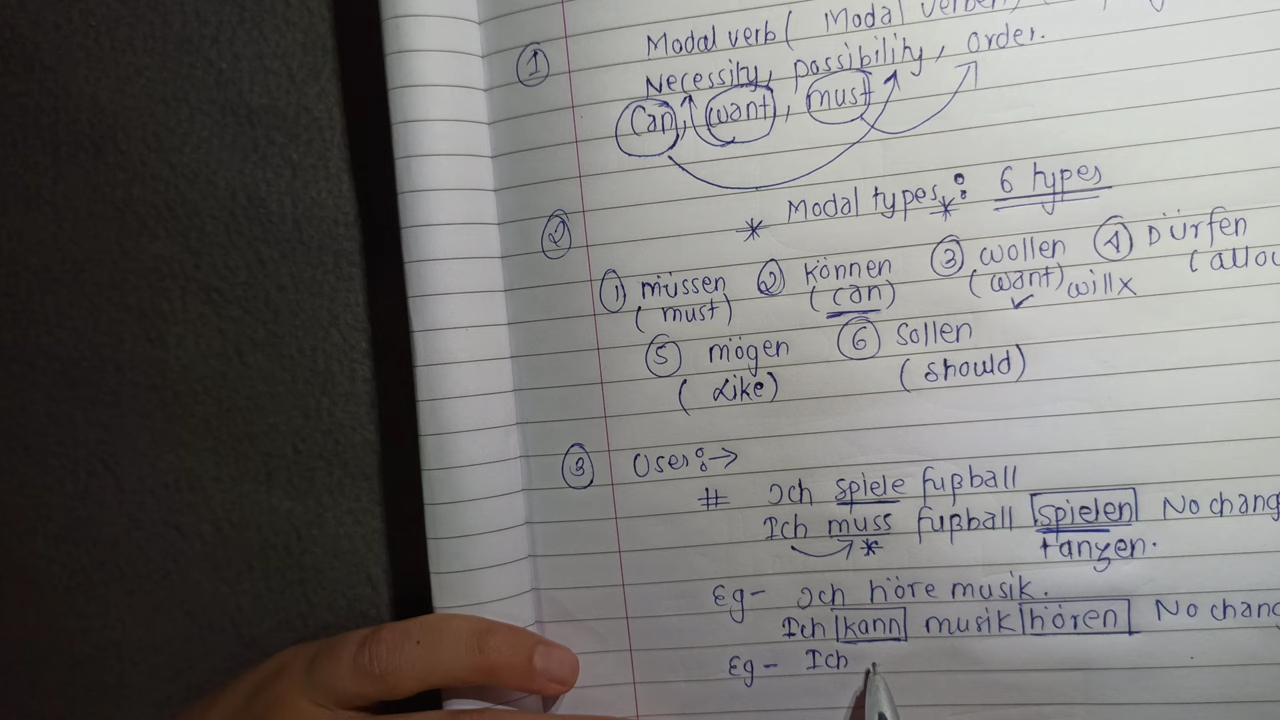 ① Modal verb ( Modal verben
Necessity, possibility, order.
Can, want, must
② * Modal types * : 6 types
① müssen ② können ③ wollen ④ Dürfen
( must ) ( can ) ( want ) will x
⑤ mögen ⑥ sollen
( Like ) ( should )
③ Uses : →
# Ich spiele fußball
Ich muss fußball spielen No chang
* tanzen.
Eg - Ich höre musik.
Ich kann musik hören No chang
Eg - Ich